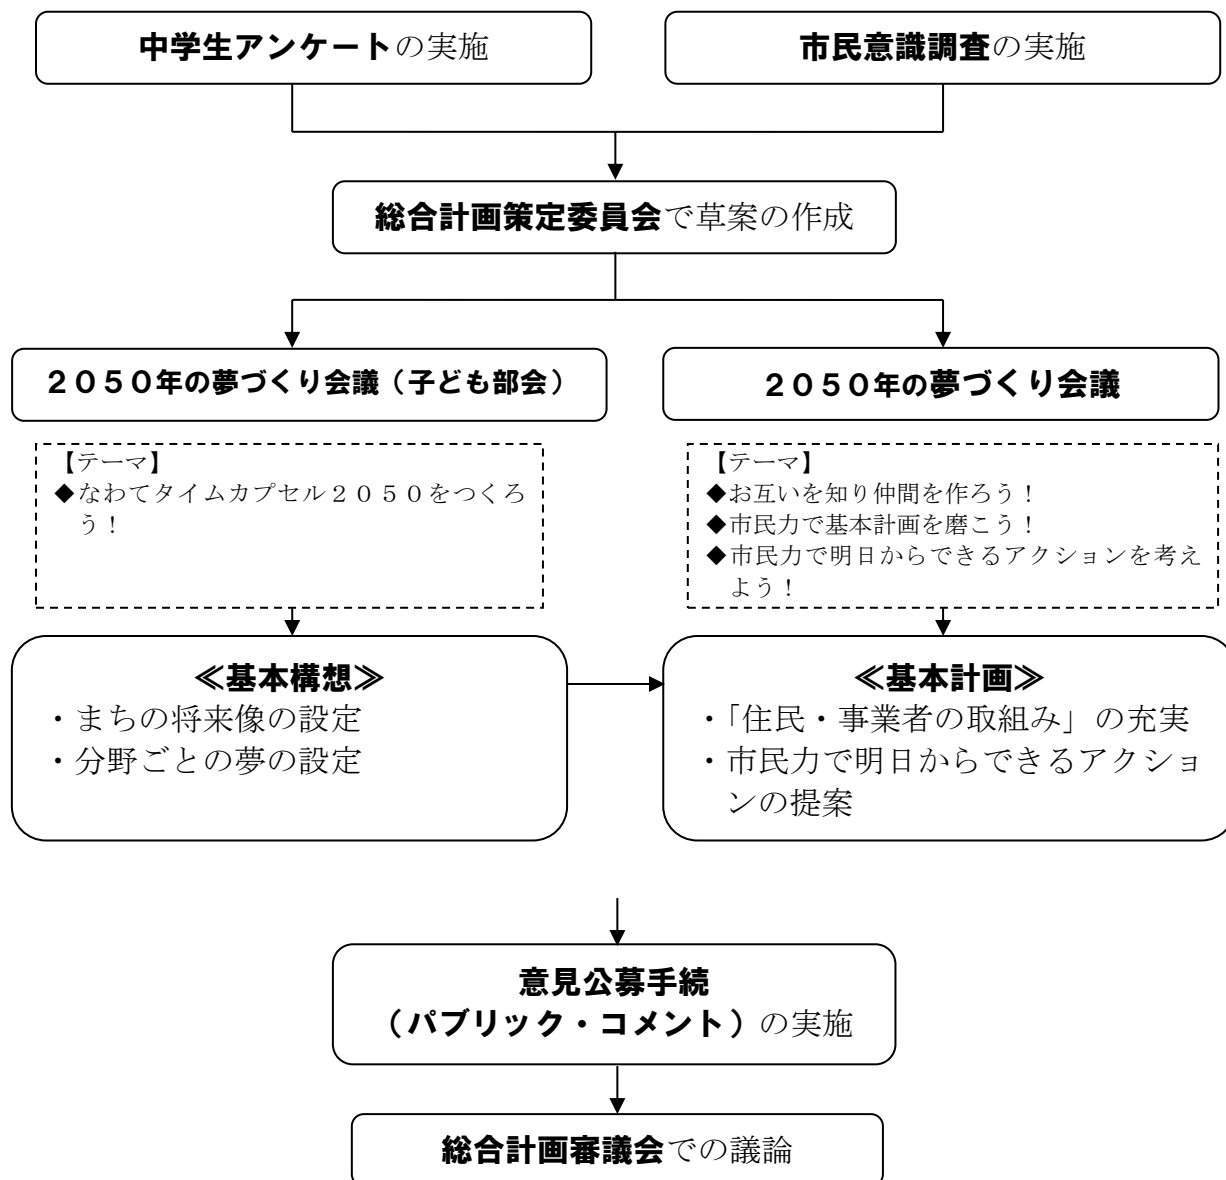 中学生アンケートの実施
市民意識調査の実施
総合計画策定委員会で草案の作成
２０５０年の夢づくり会議（子ども部会）
２０５０年の夢づくり会議
【テーマ】
◆なわてタイムカプセル２０５０をつくろ
う！
【テーマ】
◆お互いを知り仲間を作ろう！
◆市民力で基本計画を磨こう！
◆市民力で明日からできるアクションを考え
よう！
≪基本構想≫
・まちの将来像の設定
・分野ごとの夢の設定
≪基本計画≫
・「住民・事業者の取組み」の充実
・市民力で明日からできるアクショ
ンの提案
意見公募手続
（パブリック・コメント）の実施
総合計画審議会での議論